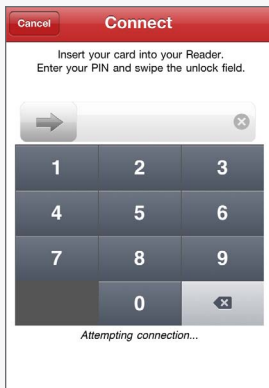 Cancel
Connect
Insert your card into your Reader.
Enter your PIN and swipe the unlock field.
1 2 3
4 5 6
7 8 9
0
Attempting connection...